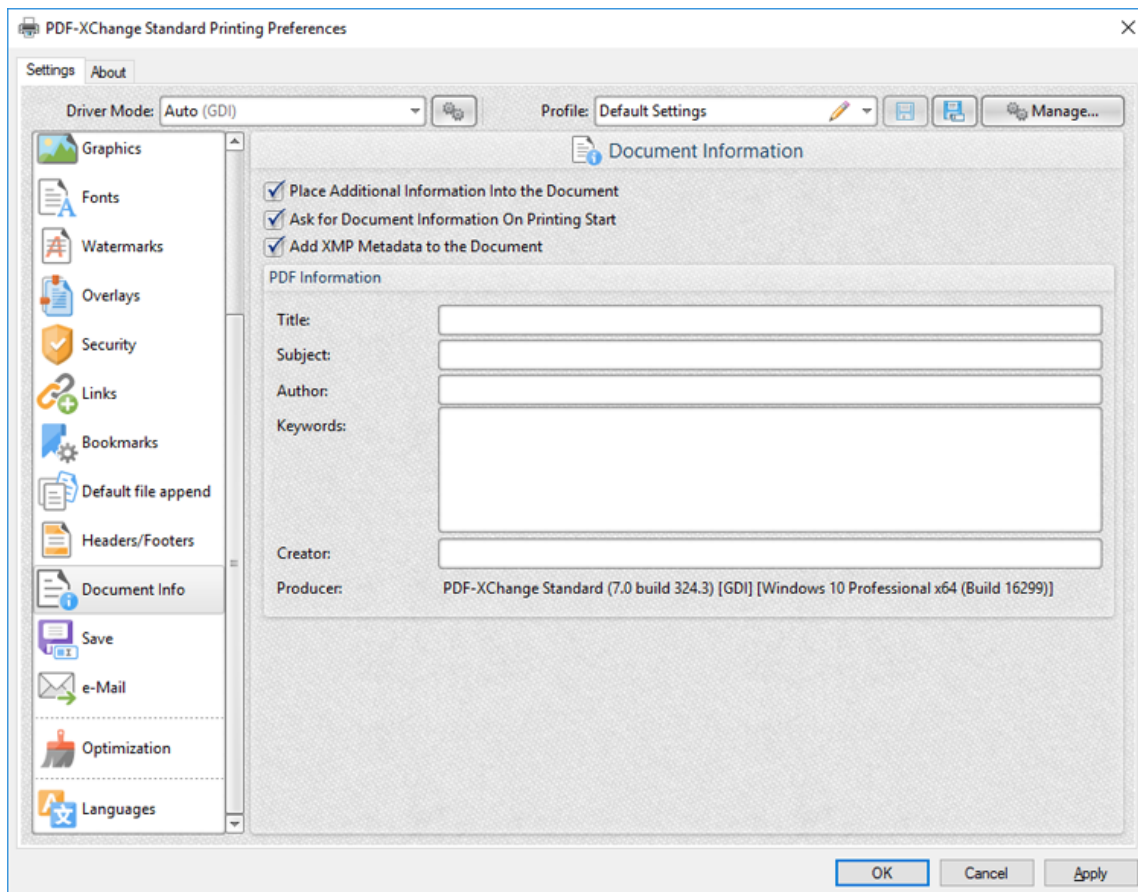 PDF-XChange Standard Printing Preferences
Settings About
Driver Mode: Auto (GDI) Profile: Default Settings Manage...
Graphics
Fonts
Watermarks
Overlays
Security
Links
Bookmarks
Default file append
Headers/Footers
Document Info
Save
e-Mail
Optimization
Languages
Document Information
Place Additional Information Into the Document
Ask for Document Information On Printing Start
Add XMP Metadata to the Document
PDF Information
Title:
Subject:
Author:
Keywords:
Creator:
Producer: PDF-XChange Standard (7.0 build 324.3) [GDI] [Windows 10 Professional x64 (Build 16299)]
OK Cancel Apply